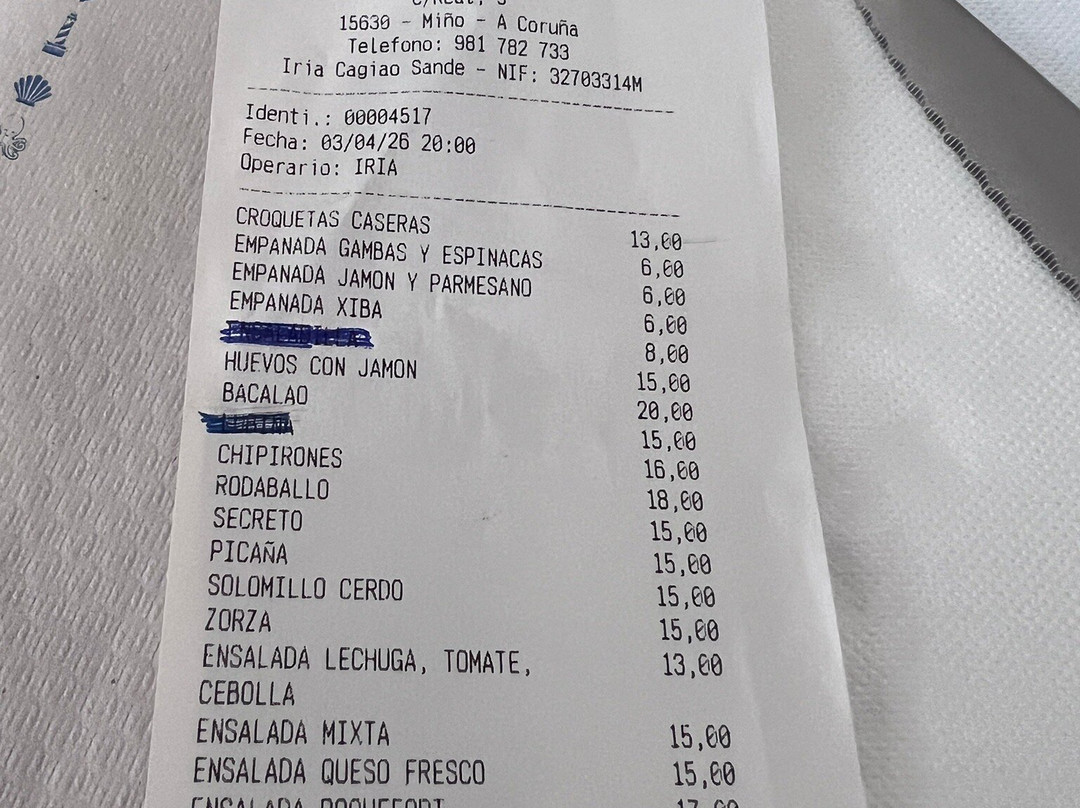 15630 - Miño - A Coruña
Telefono: 981 782 733
Iria Cagiao Sande - NIF: 32703314M
Identi.: 00004517
Fecha: 03/04/26 20:00
Operario: IRIA
CROQUETAS CASERAS 13,00
EMPANADA GAMBAS Y ESPINACAS 6,00
EMPANADA JAMON Y PARMESANO 6,00
EMPANADA XIBA 6,00
8,00
HUEVOS CON JAMON 15,00
BACALAO 20,00
15,00
CHIPIRONES 16,00
RODABALLO 18,00
SECRETO 15,00
PICAÑA 15,00
SOLOMILLO CERDO 15,00
ZORZA 15,00
ENSALADA LECHUGA, TOMATE, 13,00
CEBOLLA
ENSALADA MIXTA 15,00
ENSALADA QUESO FRESCO 15,00
ENSALADA ROQUEFORT 17,00